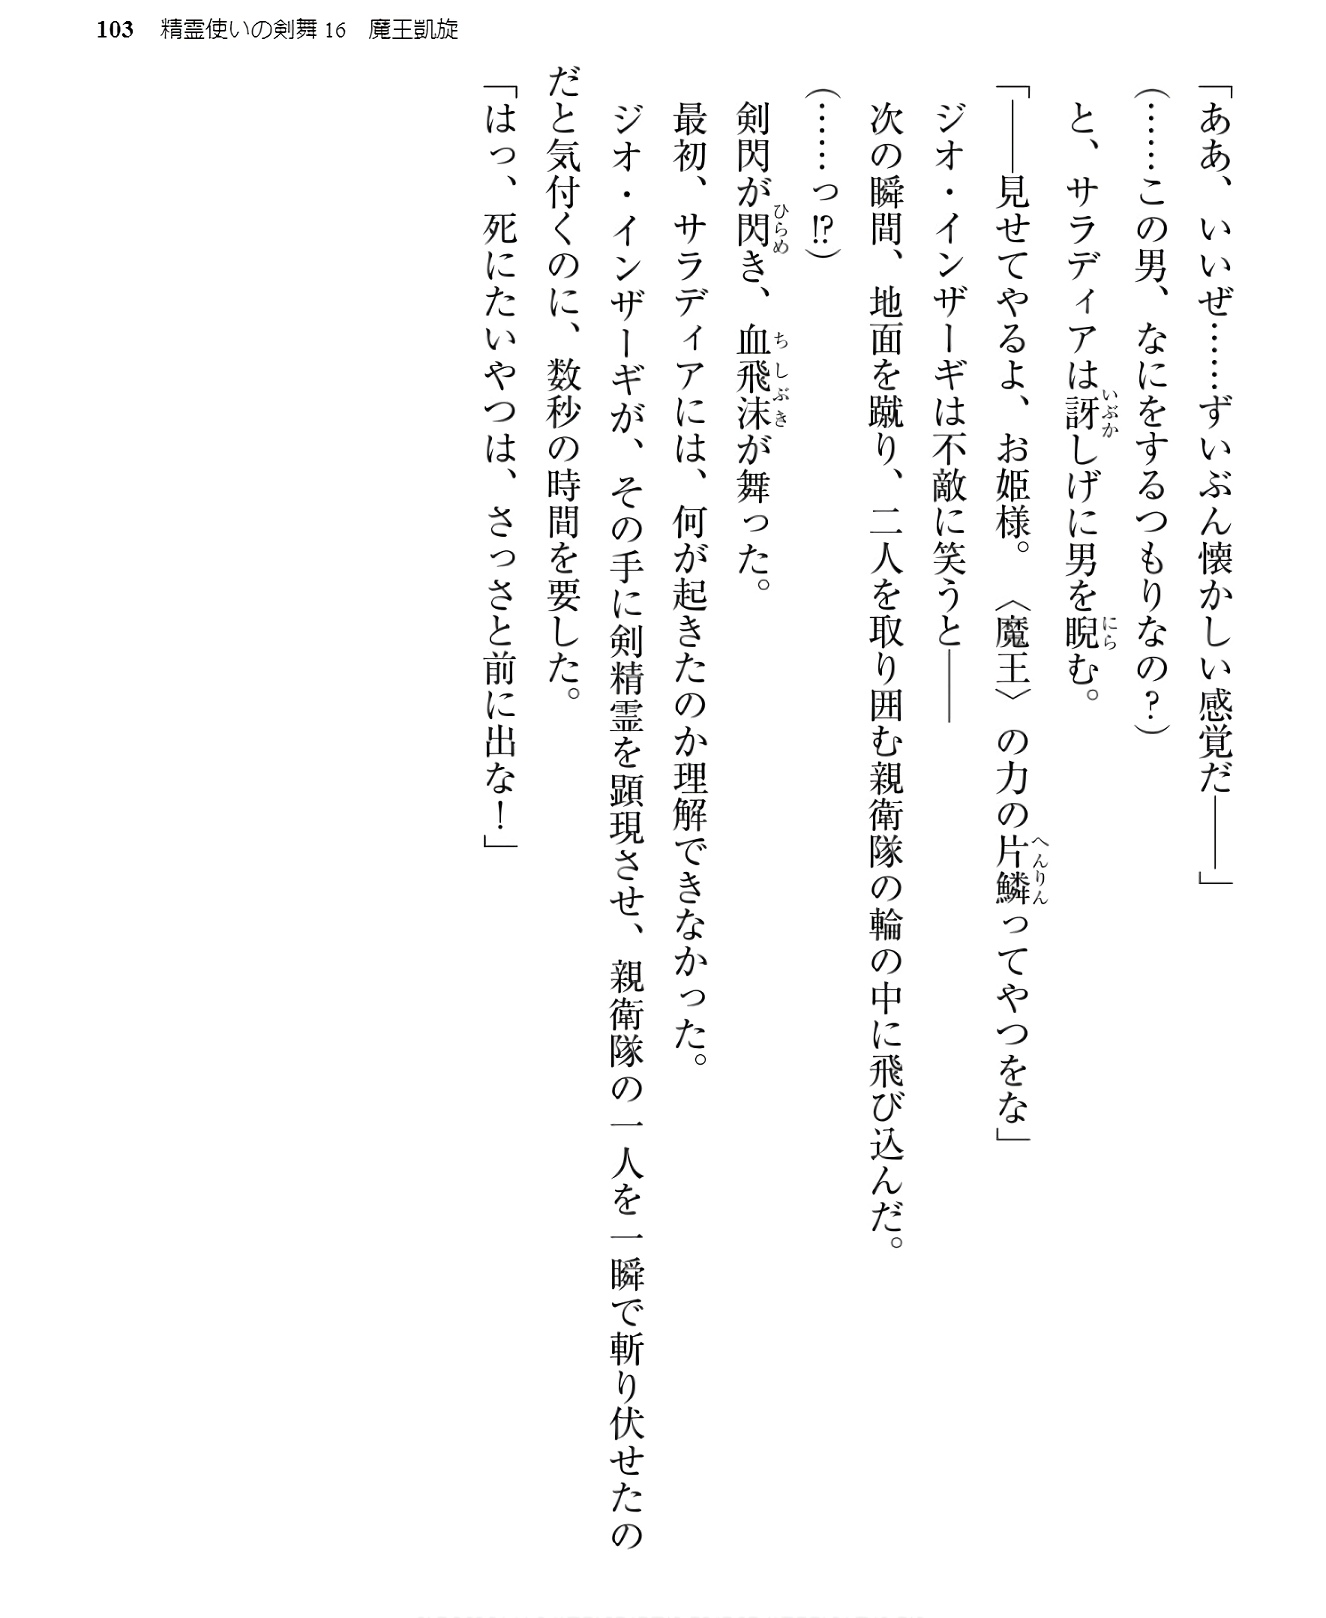 103 精霊使いの剣舞16 魔王凱旋
「ああ、いいぜ……ずいぶん懐かしい感覚だ――」
(……この男、なにをするつもりなの?)
と、サラディアは訝しげに男を睨む。
「――見せてやるよ、お姫様。〈魔王〉の力の片鱗ってやつをな」
ジオ・インザーギは不敵に笑うと――
次の瞬間、地面を蹴り、二人を取り囲む親衛隊の輪の中に飛び込んだ。
(……っ!?)
剣閃が閃き、血飛沫が舞った。
最初、サラディアには、何が起きたのか理解できなかった。
ジオ・インザーギが、その手に剣精霊を顕現させ、親衛隊の一人を一瞬で斬り伏せたの
だと気付くのに、数秒の時間を要した。
「はっ、死にたいやつは、さっさと前に出な!」